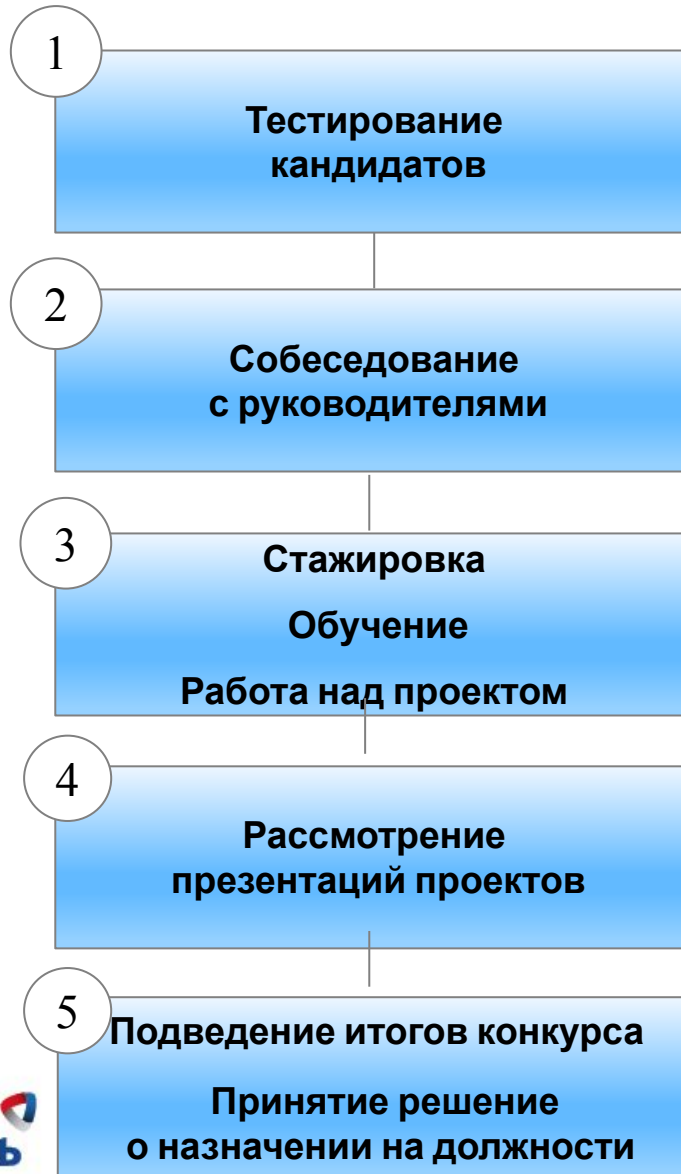 1
Тестирование
кандидатов
2
Собеседование
с руководителями
3
Стажировка
Обучение
Работа над проектом
4
Рассмотрение
презентаций проектов
5
Подведение итогов конкурса
Принятие решение
о назначении на должности
Ь